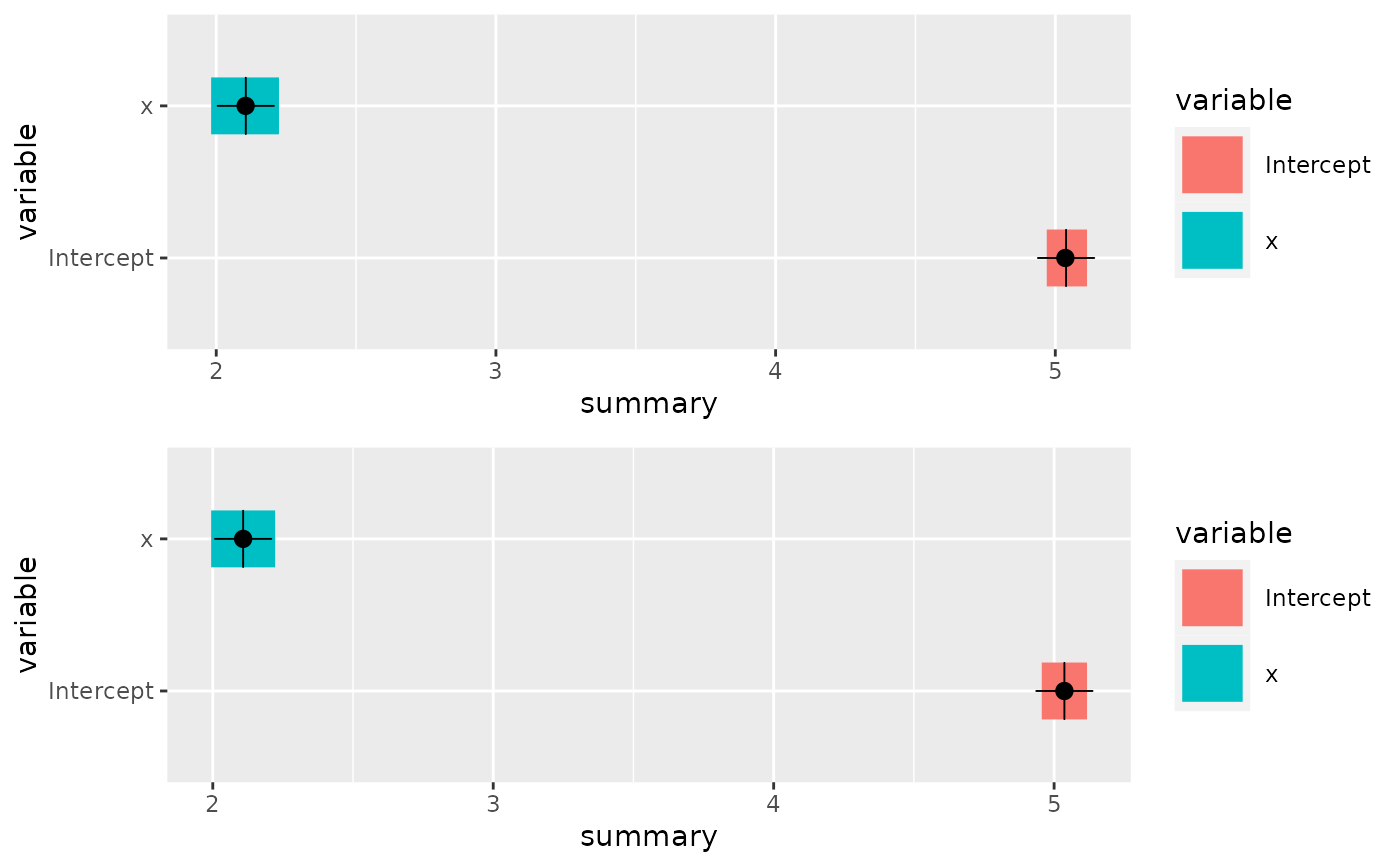 variable
x
Intercept
2 3 4 5
summary
variable
Intercept
x
variable
x
Intercept
2 3 4 5
summary
variable
Intercept
x